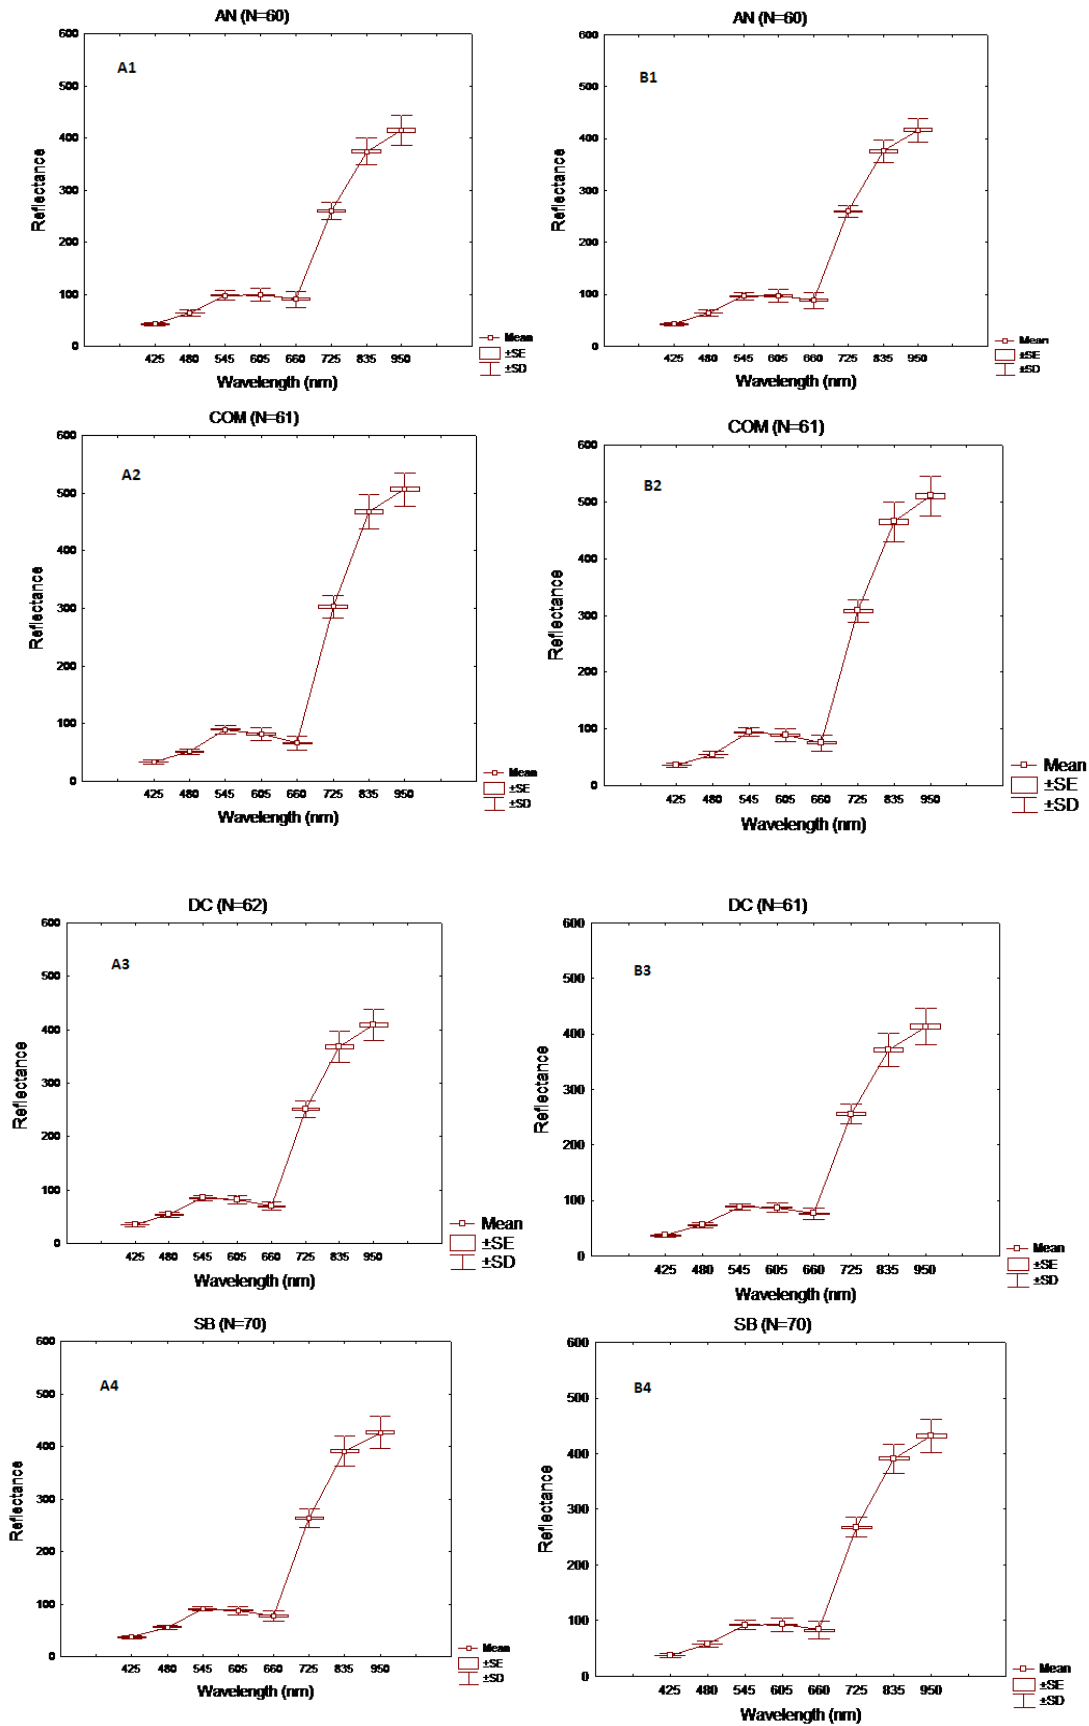 AN (N=60)
600
500
400
300
200
100
0
A1
Reflectance
425 480 545 605 660 725 835 950
Wavelength (nm)
Mean
±SE
±SD
AN (N=60)
600
500
400
300
200
100
0
B1
Reflectance
425 480 545 605 660 725 835 950
Wavelength (nm)
Mean
±SE
±SD
COM (N=61)
600
500
400
300
200
100
0
A2
Reflectance
425 480 545 605 660 725 835 950
Wavelength (nm)
Mean
±SE
±SD
COM (N=61)
600
500
400
300
200
100
0
B2
Reflectance
425 480 545 605 660 725 835 950
Wavelength (nm)
Mean
±SE
±SD
DC (N=62)
600
500
400
300
200
100
0
A3
Reflectance
425 480 545 605 660 725 835 950
Wavelength (nm)
Mean
±SE
±SD
DC (N=61)
600
500
400
300
200
100
0
B3
Reflectance
425 480 545 605 660 725 835 950
Wavelength (nm)
Mean
±SE
±SD
SB (N=70)
600
500
400
300
200
100
0
A4
Reflectance
425 480 545 605 660 725 835 950
Wavelength (nm)
Mean
±SE
±SD
SB (N=70)
600
500
400
300
200
100
0
B4
Reflectance
425 480 545 605 660 725 835 950
Wavelength (nm)
Mean
±SE
±SD